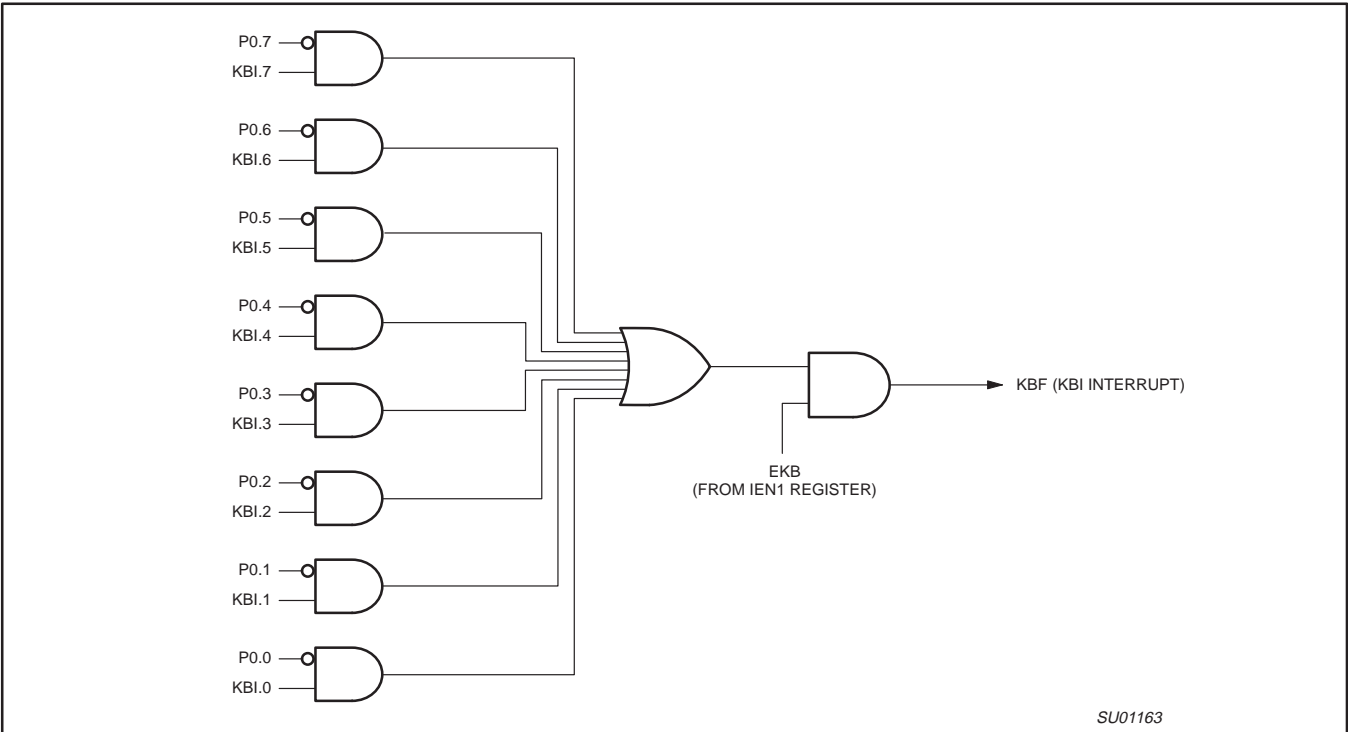 P0.7
KBI.7
P0.6
KBI.6
P0.5
KBI.5
P0.4
KBI.4
P0.3
KBI.3
P0.2
KBI.2
P0.1
KBI.1
P0.0
KBI.0
EKB
(FROM IEN1 REGISTER)
KBF (KBI INTERRUPT)
SU01163